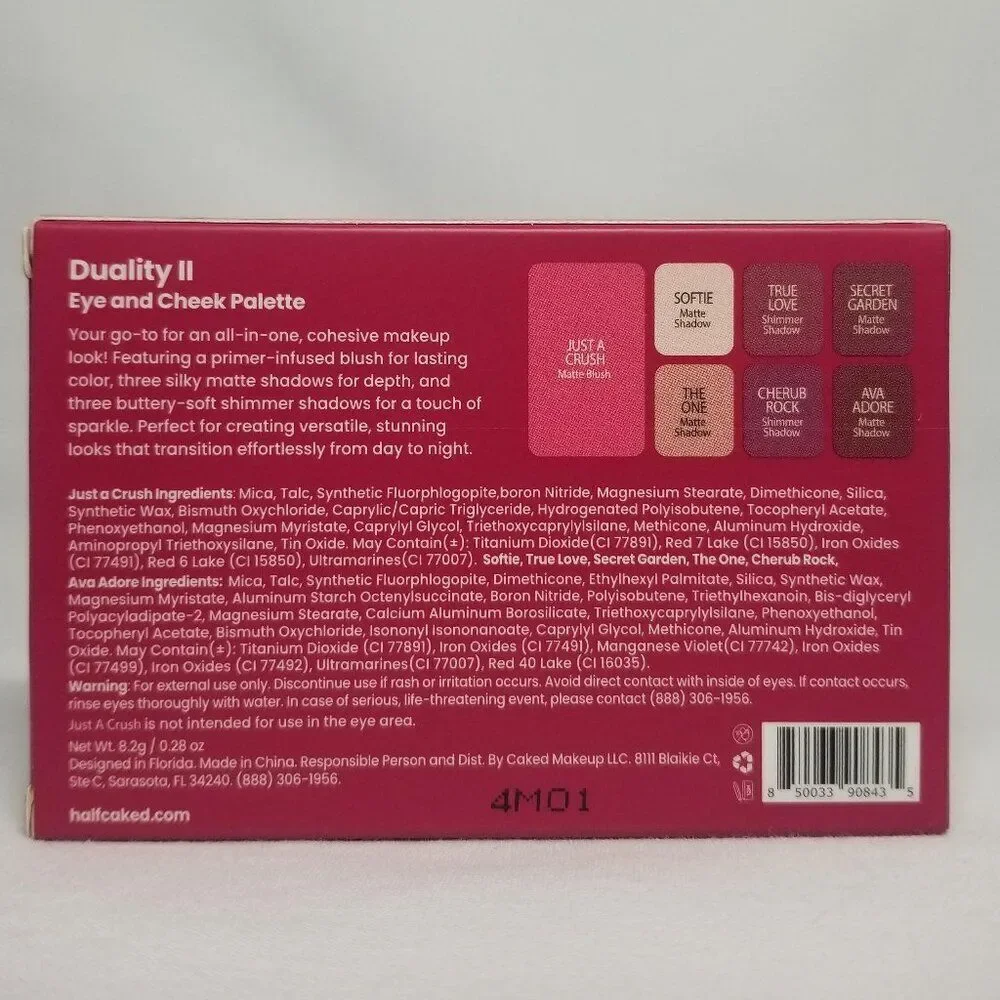 Duality II
Eye and Cheek Palette
Your go-to for an all-in-one, cohesive makeup
look! Featuring a primer-infused blush for lasting
color, three silky matte shadows for depth, and
three buttery-soft shimmer shadows for a touch of
sparkle. Perfect for creating versatile, stunning
looks that transition effortlessly from day to night.
JUST A
CRUSH
Matte Blush
SOFTIE
Matte
Shadow
TRUE
LOVE
Shimmer
Shadow
SECRET
GARDEN
Matte
Shadow
THE
ONE
Matte
Shadow
CHERUB
ROCK
Shimmer
Shadow
AVA
ADORE
Matte
Shadow
Just a Crush Ingredients: Mica, Talc, Synthetic Fluorphlogopite,boron Nitride, Magnesium Stearate, Dimethicone, Silica,
Synthetic Wax, Bismuth Oxychloride, Caprylic/Capric Triglyceride, Hydrogenated Polyisobutene, Tocopheryl Acetate,
Phenoxyethanol, Magnesium Myristate, Caprylyl Glycol, Triethoxycaprylylsilane, Methicone, Aluminum Hydroxide,
Aminopropyl Triethoxysilane, Tin Oxide. May Contain(±): Titanium Dioxide(CI 77891), Red 7 Lake (CI 15850), Iron Oxides
(CI 77491), Red 6 Lake (CI 15850), Ultramarines(CI 77007). Softie, True Love, Secret Garden, The One, Cherub Rock,
Ava Adore Ingredients: Mica, Talc, Synthetic Fluorphlogopite, Dimethicone, Ethylhexyl Palmitate, Silica, Synthetic Wax,
Magnesium Myristate, Aluminum Starch Octenylsuccinate, Boron Nitride, Polyisobutene, Triethylhexanoin, Bis-diglyceryl
Polyacyladipate-2, Magnesium Stearate, Calcium Aluminum Borosilicate, Triethoxycaprylylsilane, Phenoxyethanol,
Tocopheryl Acetate, Bismuth Oxychloride, Isononyl isononanoate, Caprylyl Glycol, Methicone, Aluminum Hydroxide, Tin
Oxide. May Contain(±): Titanium Dioxide (CI 77891), Iron Oxides (CI 77491), Manganese Violet(CI 77742), Iron Oxides
(CI 77499), Iron Oxides (CI 77492), Ultramarines(CI 77007), Red 40 Lake (CI 16035).
Warning: For external use only. Discontinue use if rash or irritation occurs. Avoid direct contact with inside of eyes. If contact occurs,
rinse eyes thoroughly with water. In case of serious, life-threatening event, please contact (888) 306-1956.
Just A Crush is not intended for use in the eye area.
Net Wt. 8.2g / 0.28 oz
Designed in Florida. Made in China. Responsible Person and Dist. By Caked Makeup LLC. 8111 Blaikie Ct,
Ste C, Sarasota, FL 34240. (888) 306-1956.
halfcaked.com
4M01
8 50033 90843 5